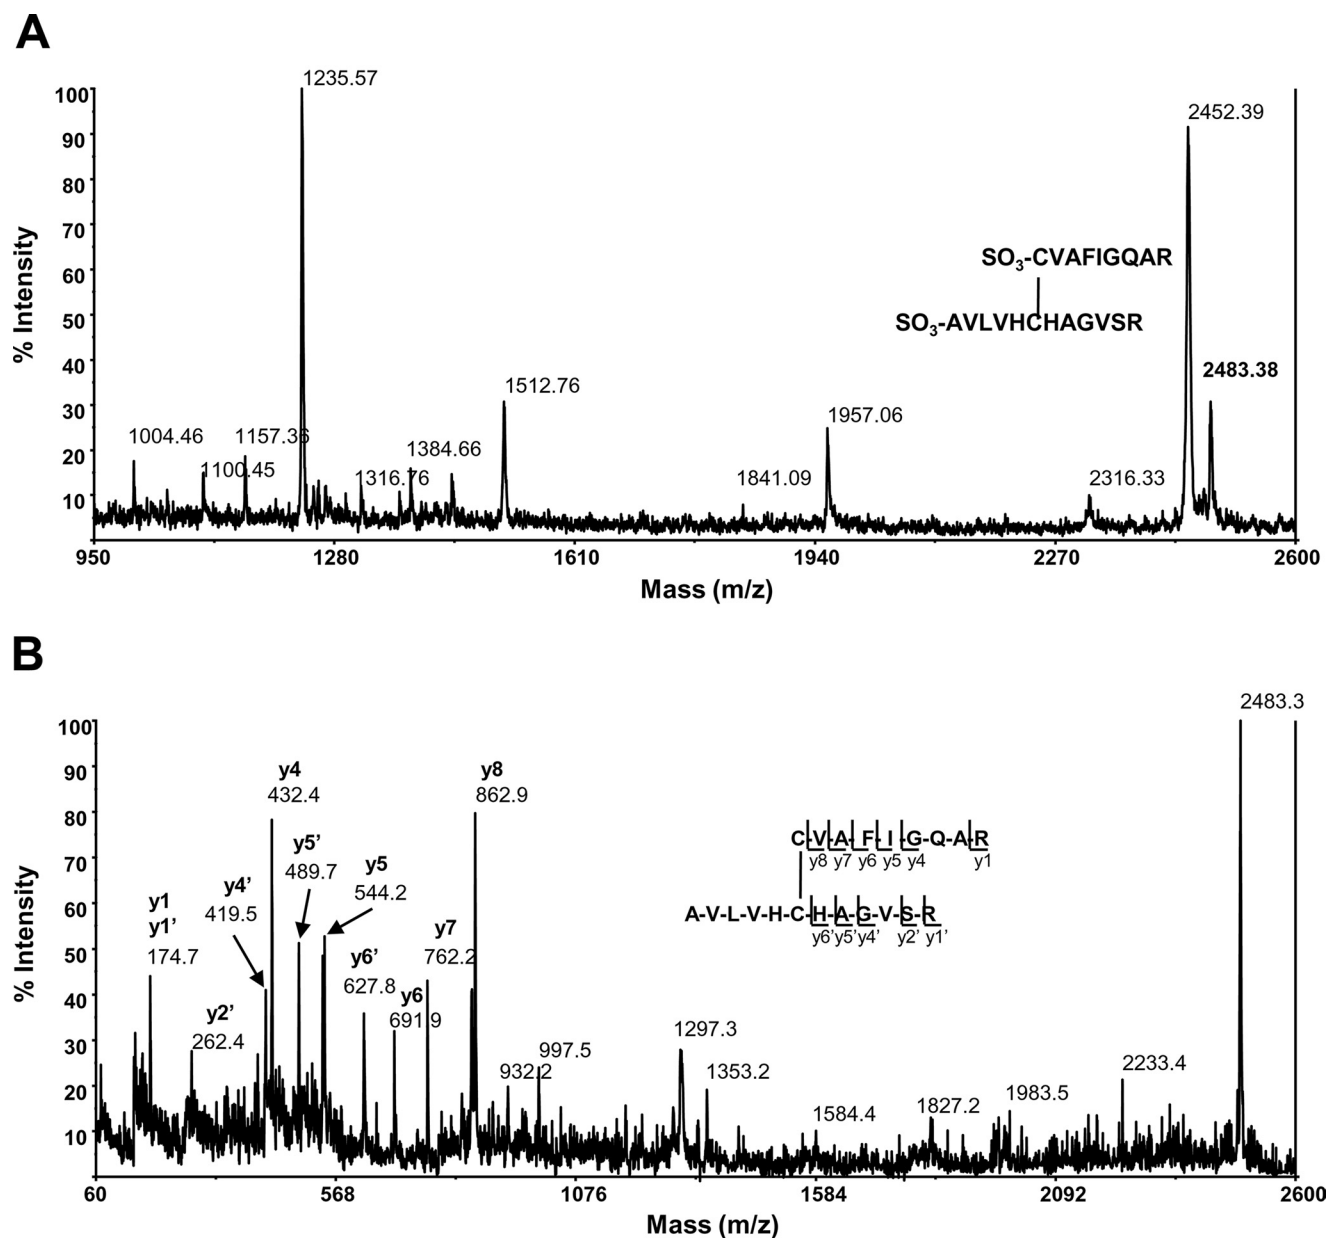 A
1235.57
2452.39
SO3-CVAFIGQAR
SO3-AVLVHCHAGVSR
2483.38
1512.76
1957.06
1004.46
1157.36
1384.66
1100.45
1316.76
1841.09
2316.33
100
90
80
70
60
50
40
30
20
10
% Intensity
950 1280 1610 1940 2270 2600
Mass (m/z)
B
2483.3
y4
432.4
y8
862.9
y5'
489.7
y5
544.2
y4'
419.5
y1
y1'
174.7
y7
762.2
y6'
627.8
y6
691.9
y2'
262.4
C-V-A-F-I-G-Q-A-R
y8 y7 y6 y5 y4 y1
A-V-L-V-H-C-H-A-G-V-S-R
y6' y5' y4' y2' y1'
1297.3
997.5
932.2
1353.2
1584.4
1827.2
1983.5
2233.4
100
90
80
70
60
50
40
30
20
10
% Intensity
60 568 1076 1584 2092 2600
Mass (m/z)